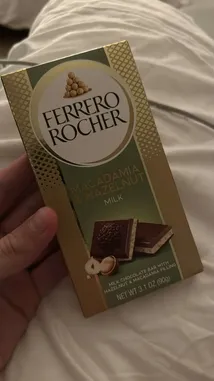 FERRERO
ROCHER
MACADAMIA
& HAZELNUT
MILK
MILK CHOCOLATE BAR WITH
HAZELNUT & MACADAMIA FILLING
NET WT 3.1 OZ (90g)